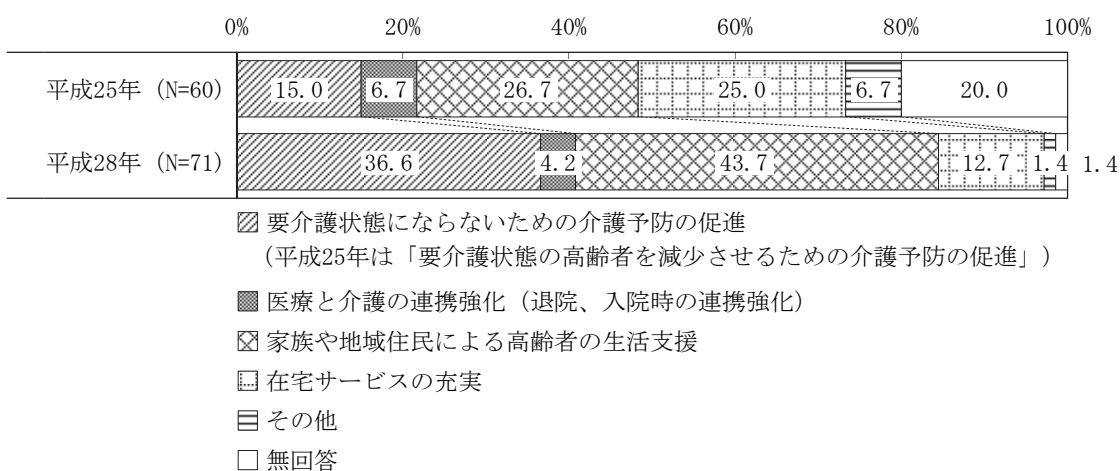 0% 20% 40% 60% 80% 100%
平成25年 (N=60) 15.0 6.7 26.7 25.0 6.7 20.0
平成28年 (N=71) 36.6 4.2 43.7 12.7 1.4 1.4
要介護状態にならないための介護予防の促進
（平成25年は「要介護状態の高齢者を減少させるための介護予防の促進」）
医療と介護の連携強化（退院、入院時の連携強化）
家族や地域住民による高齢者の生活支援
在宅サービスの充実
その他
無回答